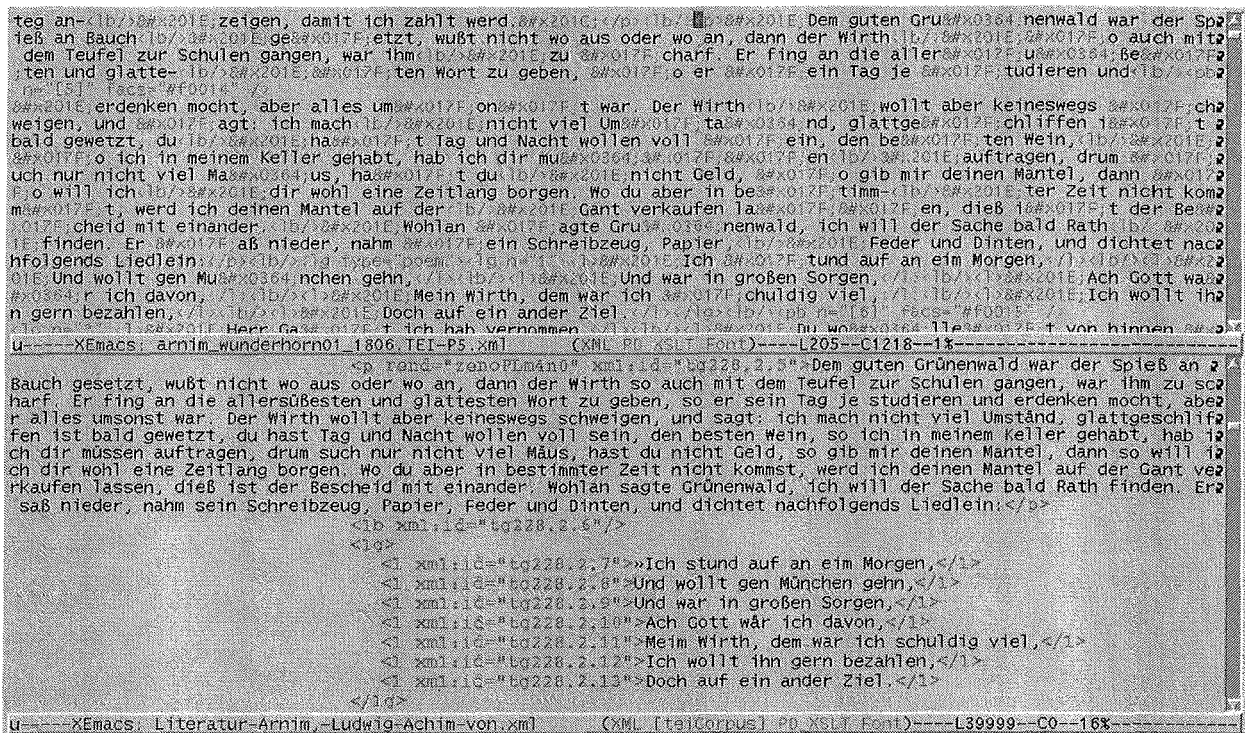 teg an-<lb/>&#x201E;zeigen, damit ich zahlt werd.&#x201C;</p><lb/><p>&#x201E;Dem guten Gru&#x0364;nenwald war der Sp
ieß an Bauch<lb/>&#x201E;ge&#x017F;etzt, wußt nicht wo aus oder wo an, dann der Wirth<lb/>&#x201E;&#x017F;o auch mit
 dem Teufel zur Schulen gangen, war ihm<lb/>&#x201E;zu &#x017F;charf. Er fing an die aller&#x017F;u&#x0364;ße&#x017F
;ten und glatte-<lb/>&#x201E;&#x017F;ten Wort zu geben, &#x017F;o er &#x017F;ein Tag je &#x017F;tudieren und<lb/><pb
 n="[5]" facs="#f0014"/>
&#x201E;erdenken mocht, aber alles um&#x017F;on&#x017F;t war. Der Wirth<lb/>&#x201E;wollt aber keineswegs &#x017F;ch
weigen, und &#x017F;agt: ich mach<lb/>&#x201E;nicht viel Um&#x017F;ta&#x0364;nd, glattge&#x017F;chliffen i&#x017F;t 
bald gewetzt, du<lb/>&#x201E;ha&#x017F;t Tag und Nacht wollen voll &#x017F;ein, den be&#x017F;ten Wein,<lb/>&#x201E;
&#x017F;o ich in meinem Keller gehabt, hab ich dir mu&#x0364;&#x017F;&#x017F;en<lb/>&#x201E;auftragen, drum &#x017F;
uch nur nicht viel Ma&#x0364;us, ha&#x017F;t du<lb/>&#x201E;nicht Geld, &#x017F;o gib mir deinen Mantel, dann &#x017
F;o will ich<lb/>&#x201E;dir wohl eine Zeitlang borgen. Wo du aber in be&#x017F;timm-<lb/>&#x201E;ter Zeit nicht kom
m&#x017F;t, werd ich deinen Mantel auf der<lb/>&#x201E;Gant verkaufen la&#x017F;&#x017F;en, dieß i&#x017F;t der Be&#
x017F;cheid mit einander.<lb/>&#x201E;Wohlan &#x017F;agte Gru&#x0364;nenwald, ich will der Sache bald Rath<lb/>&#x20
1E;finden. Er &#x017F;aß nieder, nahm &#x017F;ein Schreibzeug, Papier,<lb/>&#x201E;Feder und Dinten, und dichtet nac
hfolgends Liedlein:</p><lb/><lg type="poem"><lg n="1"><l>&#x201E;Ich &#x017F;tund auf an eim Morgen,</l><lb/><l>&#x2
01E;Und wollt gen Mu&#x0364;nchen gehn,</l><lb/><l>&#x201E;Und war in großen Sorgen,</l><lb/><l>&#x201E;Ach Gott wa&
#x0364;r ich davon,</l><lb/><l>&#x201E;Mein Wirth, dem war ich &#x017F;chuldig viel,</l><lb/><l>&#x201E;Ich wollt ih
n gern bezahlen,</l><lb/><l>&#x201E;Doch auf ein ander Ziel.</l></lg><lb/><pb n="[6]" facs="#f0015"/>
Herr Ga&#x017F;t ich hab vernommen, Du wo&#x0364;lle&#x017F;t von hinnen
u-----XEmacs: arnim_wunderhorn01_1806.TEI-P5.xml (XML PD XSLT Font)----L205--C1218--1%
<p rend="zenoPLm4n0" xml:id="tg228.2.5">Dem guten Grünenwald war der Spieß an 
Bauch gesetzt, wußt nicht wo aus oder wo an, dann der Wirth so auch mit dem Teufel zur Schulen gangen, war ihm zu sc
harf. Er fing an die allersüßesten und glattesten Wort zu geben, so er sein Tag je studieren und erdenken mocht, abe
r alles umsonst war. Der Wirth wollt aber keineswegs schweigen, und sagt: ich mach nicht viel Umstånd, glattgeschlif
fen ist bald gewetzt, du hast Tag und Nacht wollen voll sein, den besten Wein, so ich in meinem Keller gehabt, hab i
ch dir müssen auftragen, drum such nur nicht viel Måus, hast du nicht Geld, so gib mir deinen Mantel, dann so will i
ch dir wohl eine Zeitlang borgen. Wo du aber in bestimmter Zeit nicht kommst, werd ich deinen Mantel auf der Gant ve
rkaufen lassen, dieß ist der Bescheid mit einander. Wohlan sagte Grünenwald, ich will der Sache bald Rath finden. Er
 saß nieder, nahm sein Schreibzeug, Papier, Feder und Dinten, und dichtet nachfolgends Liedlein:</p>
<lb xml:id="tg228.2.6"/>
<lg>
<l xml:id="tg228.2.7">»Ich stund auf an eim Morgen,</l>
<l xml:id="tg228.2.8">Und wollt gen München gehn,</l>
<l xml:id="tg228.2.9">Und war in großen Sorgen,</l>
<l xml:id="tg228.2.10">Ach Gott wår ich davon,</l>
<l xml:id="tg228.2.11">Meim Wirth, dem war ich schuldig viel,</l>
<l xml:id="tg228.2.12">Ich wollt ihn gern bezahlen,</l>
<l xml:id="tg228.2.13">Doch auf ein ander Ziel.</l>
</lg>
u-----XEmacs: Literatur-Arnim,-Ludwig-Achim-von.xml (XML [teiCorpus] PD XSLT Font)----L39999--C0--16%